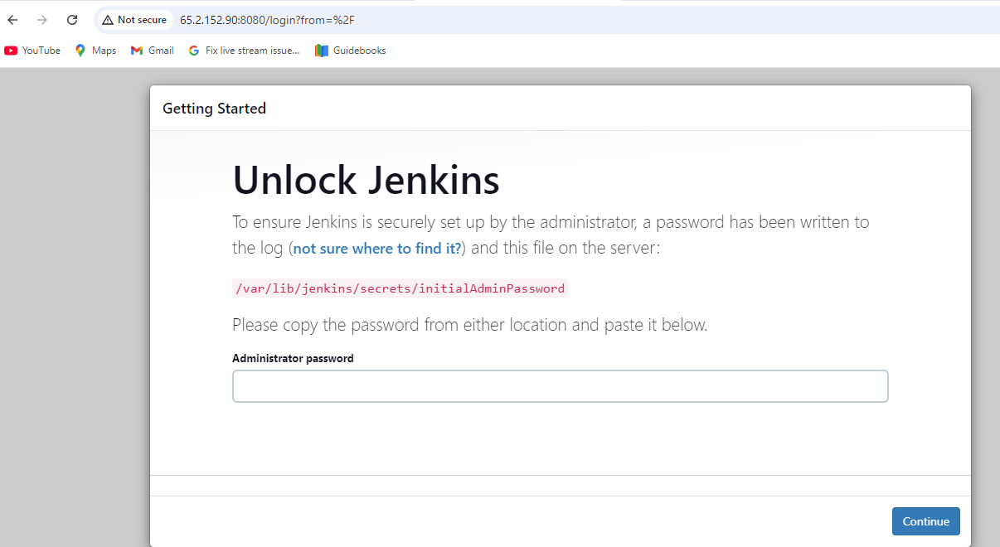 Not secure 65.2.152.90:8080/login?from=%2F
YouTube Maps Gmail Fix live stream issue... Guidebooks
Getting Started
Unlock Jenkins
To ensure Jenkins is securely set up by the administrator, a password has been written to
the log (not sure where to find it?) and this file on the server:
/var/lib/jenkins/secrets/initialAdminPassword
Please copy the password from either location and paste it below.
Administrator password
Continue